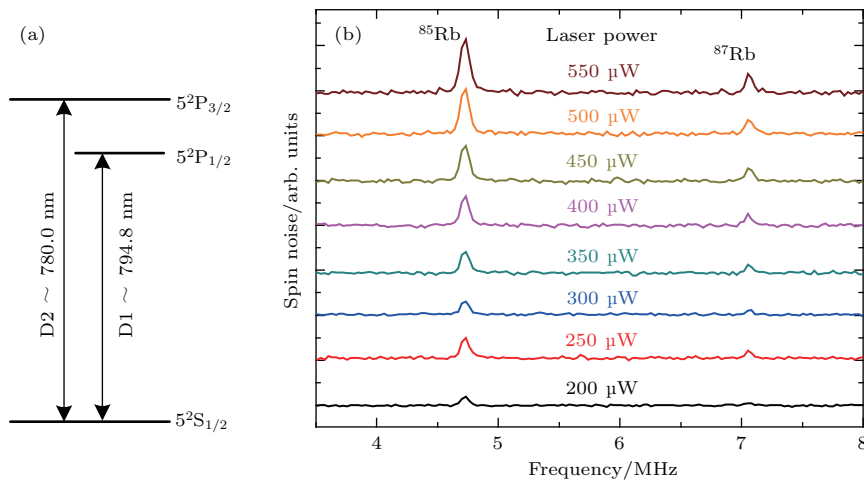 (a)
5²P₃/₂
5²P₁/₂
D2 ~ 780.0 nm
D1 ~ 794.8 nm
5²S₁/₂
(b)
⁸⁵Rb
Laser power
⁸⁷Rb
550 µW
500 µW
450 µW
400 µW
350 µW
300 µW
250 µW
200 µW
Spin noise/arb. units
4 5 6 7 8
Frequency/MHz